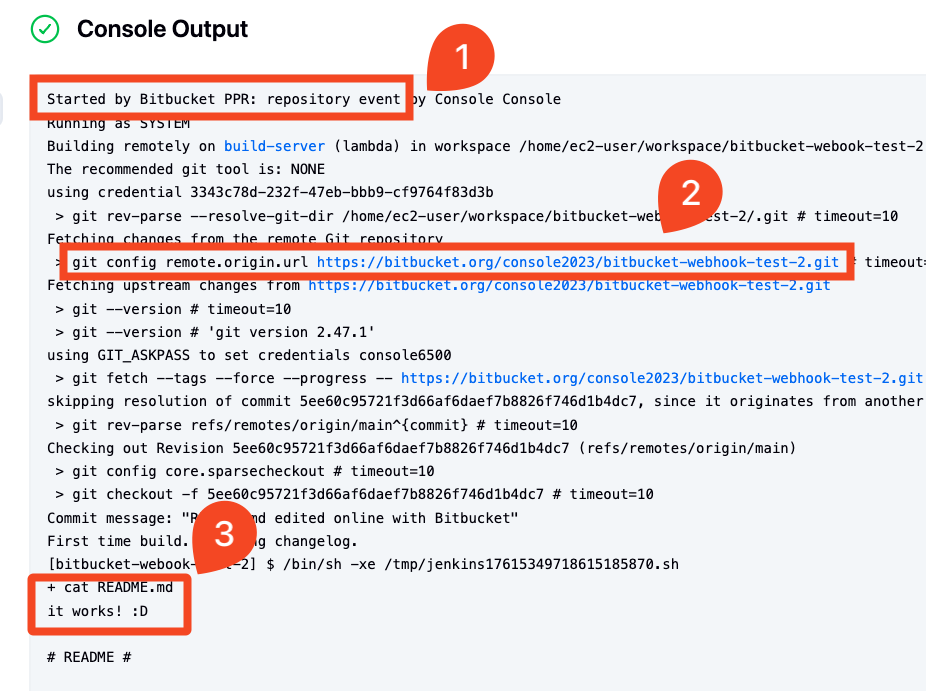 Console Output
1
Started by Bitbucket PPR: repository event by Console Console
Running as SYSTEM
Building remotely on build-server (lambda) in workspace /home/ec2-user/workspace/bitbucket-webook-test-2
The recommended git tool is: NONE
using credential 3343c78d-232f-47eb-bbb9-cf9764f83d3b
2
> git rev-parse --resolve-git-dir /home/ec2-user/workspace/bitbucket-web est-2/.git # timeout=10
Fetching changes from the remote Git repository
> git config remote.origin.url https://bitbucket.org/console2023/bitbucket-webhook-test-2.git # timeout=
Fetching upstream changes from https://bitbucket.org/console2023/bitbucket-webhook-test-2.git
> git --version # timeout=10
> git --version # 'git version 2.47.1'
using GIT_ASKPASS to set credentials console6500
> git fetch --tags --force --progress -- https://bitbucket.org/console2023/bitbucket-webhook-test-2.git
skipping resolution of commit 5ee60c95721f3d66af6daef7b8826f746d1b4dc7, since it originates from another
> git rev-parse refs/remotes/origin/main^{commit} # timeout=10
Checking out Revision 5ee60c95721f3d66af6daef7b8826f746d1b4dc7 (refs/remotes/origin/main)
> git config core.sparsecheckout # timeout=10
> git checkout -f 5ee60c95721f3d66af6daef7b8826f746d1b4dc7 # timeout=10
Commit message: "R md edited online with Bitbucket"
3
First time build. g changelog.
[bitbucket-webook- t-2] $ /bin/sh -xe /tmp/jenkins17615349718615185870.sh
+ cat README.md
it works! :D
# README #